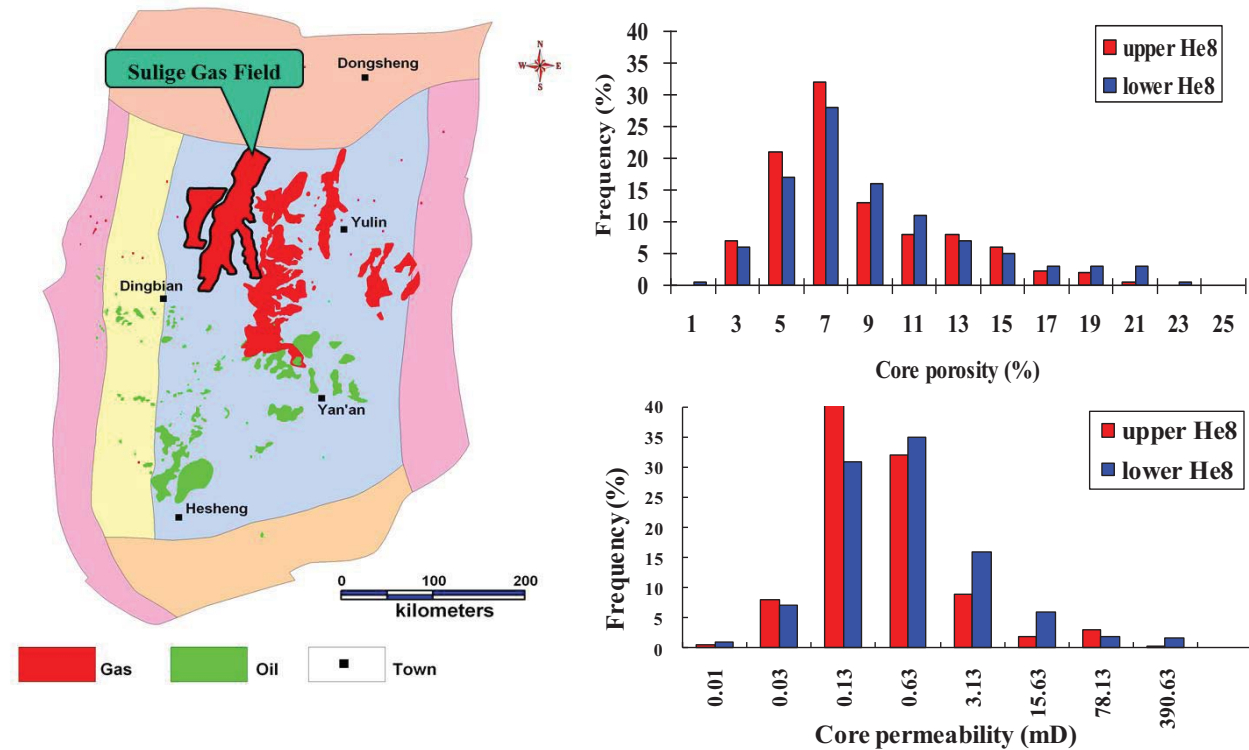 Sulige Gas Field
Dongsheng
N
W E
S
Yulin
Dingbian
Yan'an
Hesheng
0 100 200
kilometers
Gas Oil Town
40
35
30
25
20
15
10
5
0
Frequency (%)
upper He8
lower He8
1 3 5 7 9 11 13 15 17 19 21 23 25
Core porosity (%)
40
35
30
25
20
15
10
5
0
Frequency (%)
upper He8
lower He8
0.01 0.03 0.13 0.63 3.13 15.63 78.13 390.63
Core permeability (mD)